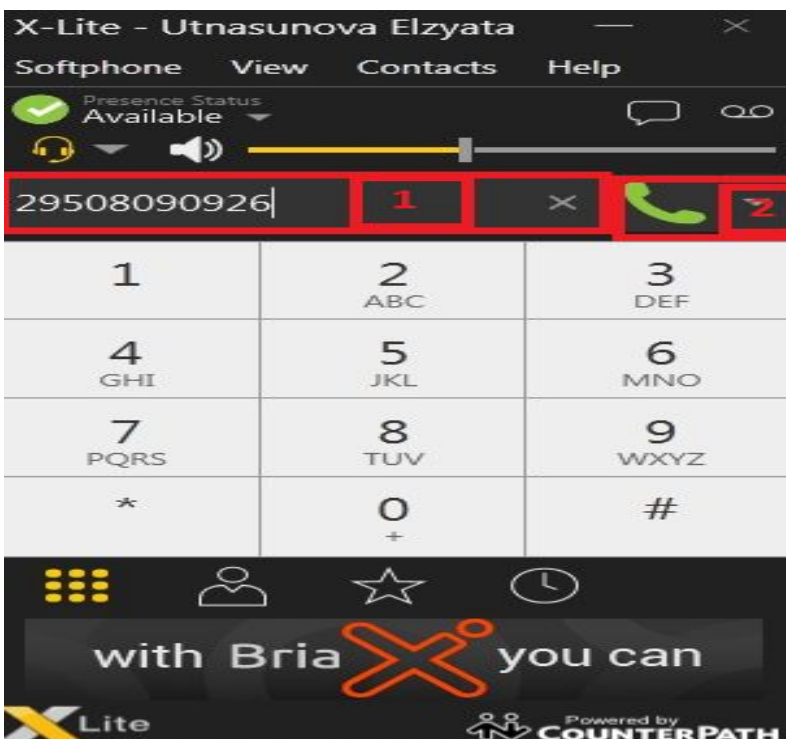 X-Lite - Utnasunova Elzyata
Softphone View Contacts Help
Presence Status
Available
29508090926 1 2
1 2 3
ABC DEF
4 5 6
GHI JKL MNO
7 8 9
PQRS TUV WXYZ
* 0 #
+
with Bria X you can
X Lite Powered by
COUNTERPATH